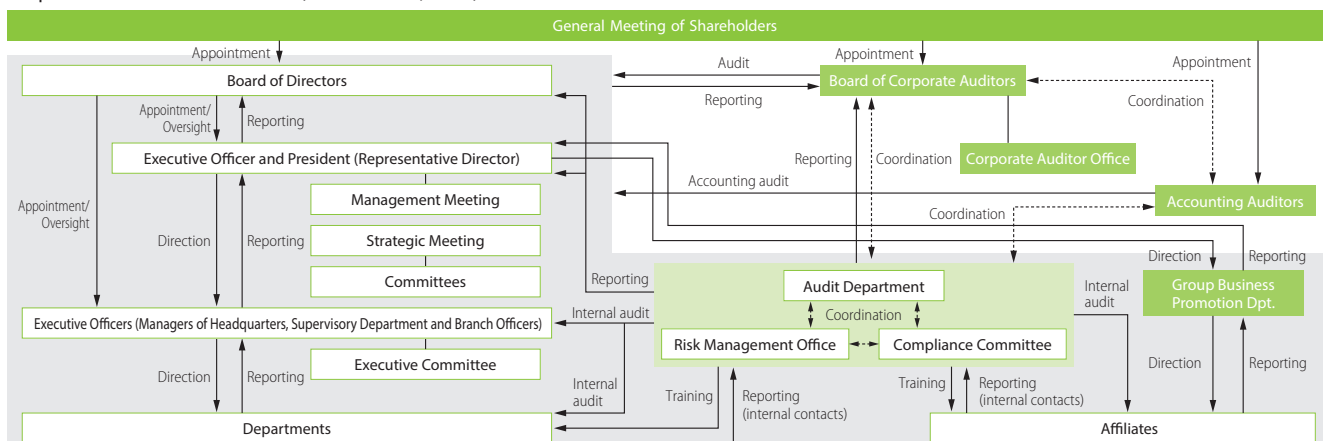 General Meeting of Shareholders
Appointment
Appointment
Appointment
Audit
Board of Directors
Board of Corporate Auditors
Reporting
Coordination
Appointment/
Oversight
Reporting
Executive Officer and President (Representative Director)
Reporting
Coordination
Corporate Auditor Office
Management Meeting
Accounting audit
Accounting Auditors
Appointment/
Oversight
Direction
Reporting
Strategic Meeting
Coordination
Committees
Reporting
Direction
Reporting
Audit Department
Internal
audit
Group Business
Promotion Dpt.
Executive Officers (Managers of Headquarters, Supervisory Department and Branch Officers)
Internal audit
Coordination
Risk Management Office
Compliance Committee
Executive Committee
Direction
Reporting
Internal
audit
Training
Reporting
(internal contacts)
Training
Reporting
(internal contacts)
Direction
Reporting
Departments
Affiliates